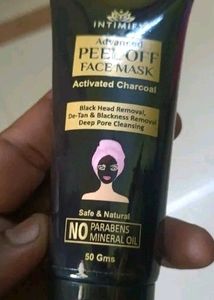 INTIMIFY
Advanced
PEEL OFF
FACE MASK
Activated Charcoal
Black Head Removal,
De-Tan & Blackness Removal
Deep Pore Cleansing
Safe & Natural
NO PARABENS
MINERAL OIL
50 Gms